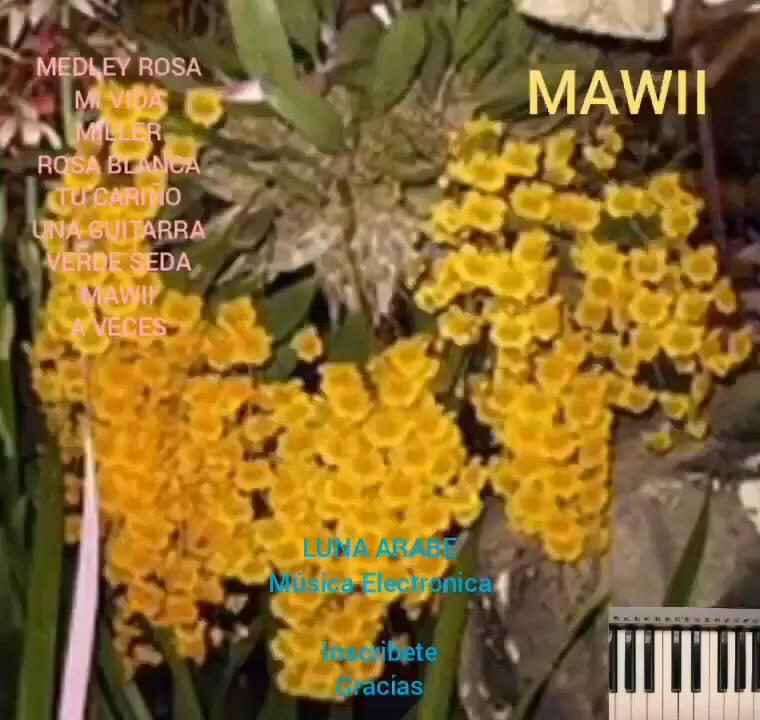 MEDLEY ROSA
MI VIDA
MILLER
ROSA BLANCA
TU CARIÑO
UNA GUITARRA
VERDE SEDA
MAWII
A VECES
MAWII
LUNA ARABE
Música Electronica
Inscribete
Gracias